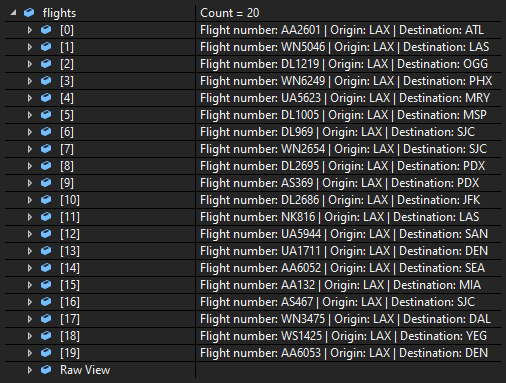 flights Count = 20
[0] Flight number: AA2601 | Origin: LAX | Destination: ATL
[1] Flight number: WN5046 | Origin: LAX | Destination: LAS
[2] Flight number: DL1219 | Origin: LAX | Destination: OGG
[3] Flight number: WN6249 | Origin: LAX | Destination: PHX
[4] Flight number: UA5623 | Origin: LAX | Destination: MRY
[5] Flight number: DL1005 | Origin: LAX | Destination: MSP
[6] Flight number: DL969 | Origin: LAX | Destination: SJC
[7] Flight number: WN2654 | Origin: LAX | Destination: SJC
[8] Flight number: DL2695 | Origin: LAX | Destination: PDX
[9] Flight number: AS369 | Origin: LAX | Destination: PDX
[10] Flight number: DL2686 | Origin: LAX | Destination: JFK
[11] Flight number: NK816 | Origin: LAX | Destination: LAS
[12] Flight number: UA5944 | Origin: LAX | Destination: SAN
[13] Flight number: UA1711 | Origin: LAX | Destination: DEN
[14] Flight number: AA6052 | Origin: LAX | Destination: SEA
[15] Flight number: AA132 | Origin: LAX | Destination: MIA
[16] Flight number: AS467 | Origin: LAX | Destination: SJC
[17] Flight number: WN3475 | Origin: LAX | Destination: DAL
[18] Flight number: WS1425 | Origin: LAX | Destination: YEG
[19] Flight number: AA6053 | Origin: LAX | Destination: DEN
Raw View